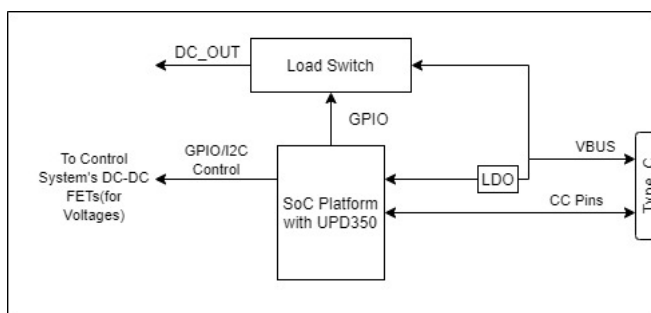 DC_OUT
Load Switch
GPIO
GPIO/I2C
Control
To Control
System's DC-DC
FETs(for
Voltages)
SoC Platform
with UPD350
LDO
VBUS
CC Pins
Type C